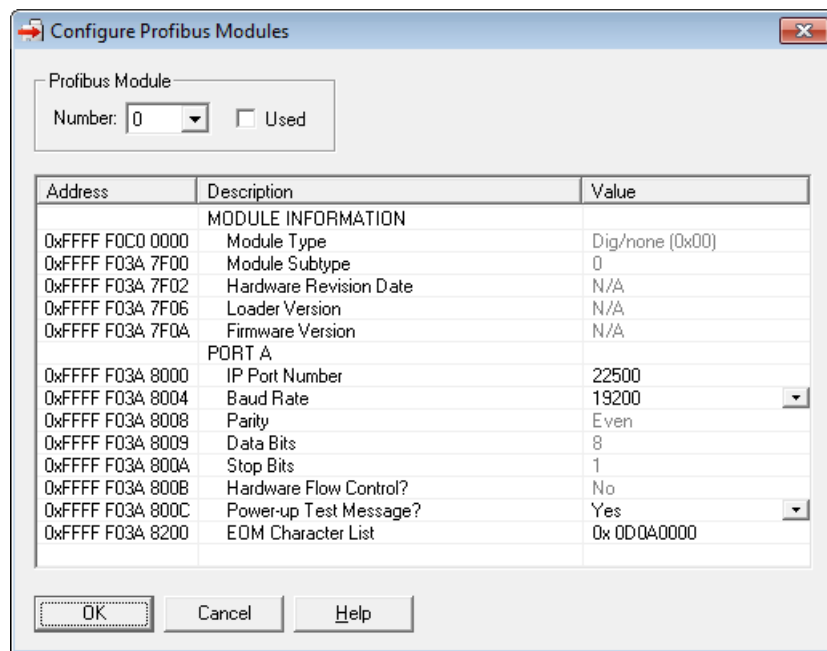 Configure Profibus Modules
Profibus Module
Number: 0 Used
Address Description Value
MODULE INFORMATION
0xFFFF F0C0 0000 Module Type Dig/none (0x00)
0xFFFF F03A 7F00 Module Subtype 0
0xFFFF F03A 7F02 Hardware Revision Date N/A
0xFFFF F03A 7F06 Loader Version N/A
0xFFFF F03A 7F0A Firmware Version N/A
PORT A
0xFFFF F03A 8000 IP Port Number 22500
0xFFFF F03A 8004 Baud Rate 19200
0xFFFF F03A 8008 Parity Even
0xFFFF F03A 8009 Data Bits 8
0xFFFF F03A 800A Stop Bits 1
0xFFFF F03A 800B Hardware Flow Control? No
0xFFFF F03A 800C Power-up Test Message? Yes
0xFFFF F03A 8200 EOM Character List 0x 0D0A0000
OK Cancel Help